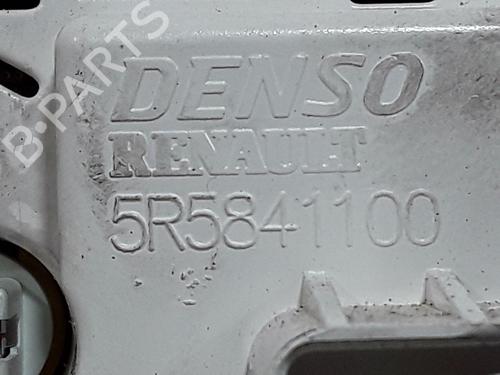 DENSO
RENAULT
5R5841100
B-PARTS